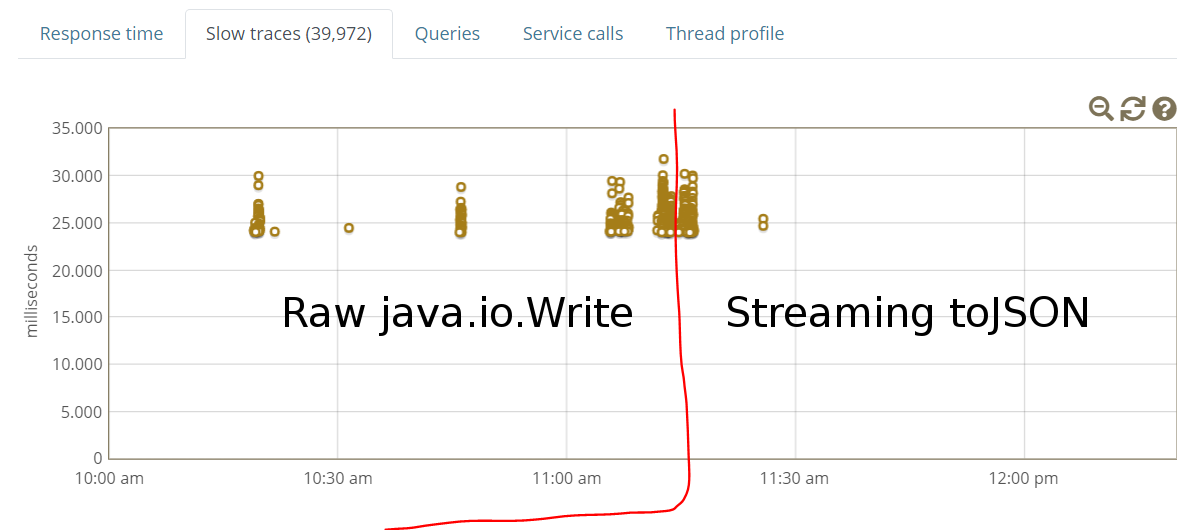 Response time Slow traces (39,972) Queries Service calls Thread profile
35.000
30.000
25.000
20.000
15.000
10.000
5.000
0
milliseconds
Raw java.io.Write Streaming toJSON
10:00 am 10:30 am 11:00 am 11:30 am 12:00 pm